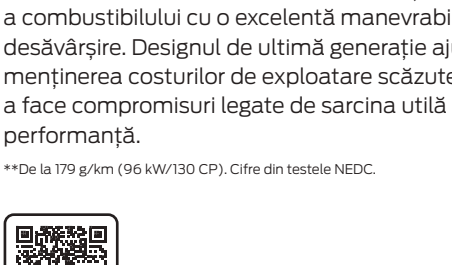 a combustibilului cu o excelentă manevrabi
desăvârșire. Designul de ultimă generație aj
menținerea costurilor de exploatare scăzute
a face compromisuri legate de sarcina utilă
performanță.
**De la 179 g/km (96 kW/130 CP). Cifre din testele NEDC.